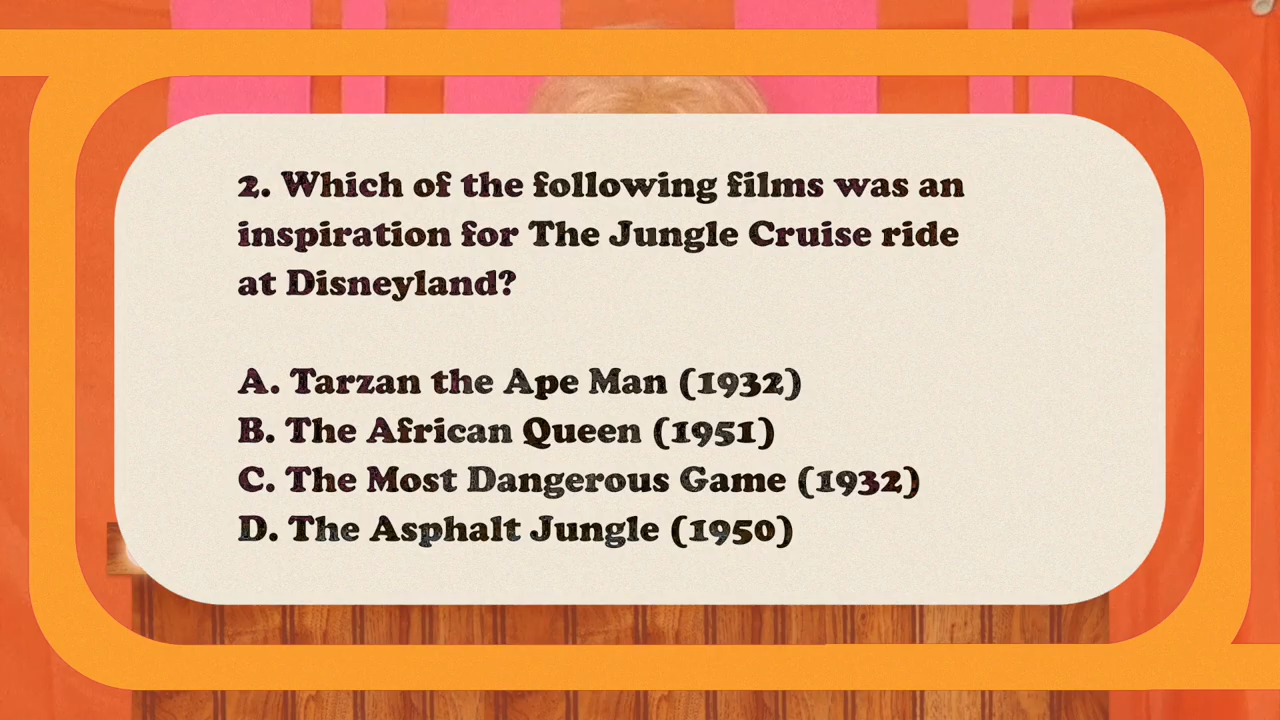 2. Which of the following films was an
inspiration for The Jungle Cruise ride
at Disneyland?
A. Tarzan the Ape Man (1932)
B. The African Queen (1951)
C. The Most Dangerous Game (1932)
D. The Asphalt Jungle (1950)